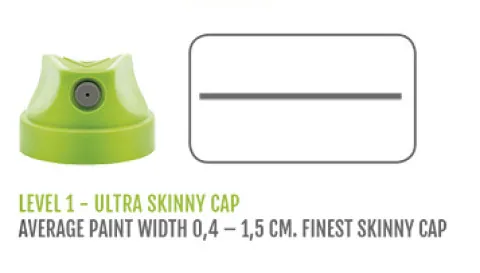 LEVEL 1 - ULTRA SKINNY CAP
AVERAGE PAINT WIDTH 0,4 – 1,5 CM. FINEST SKINNY CAP